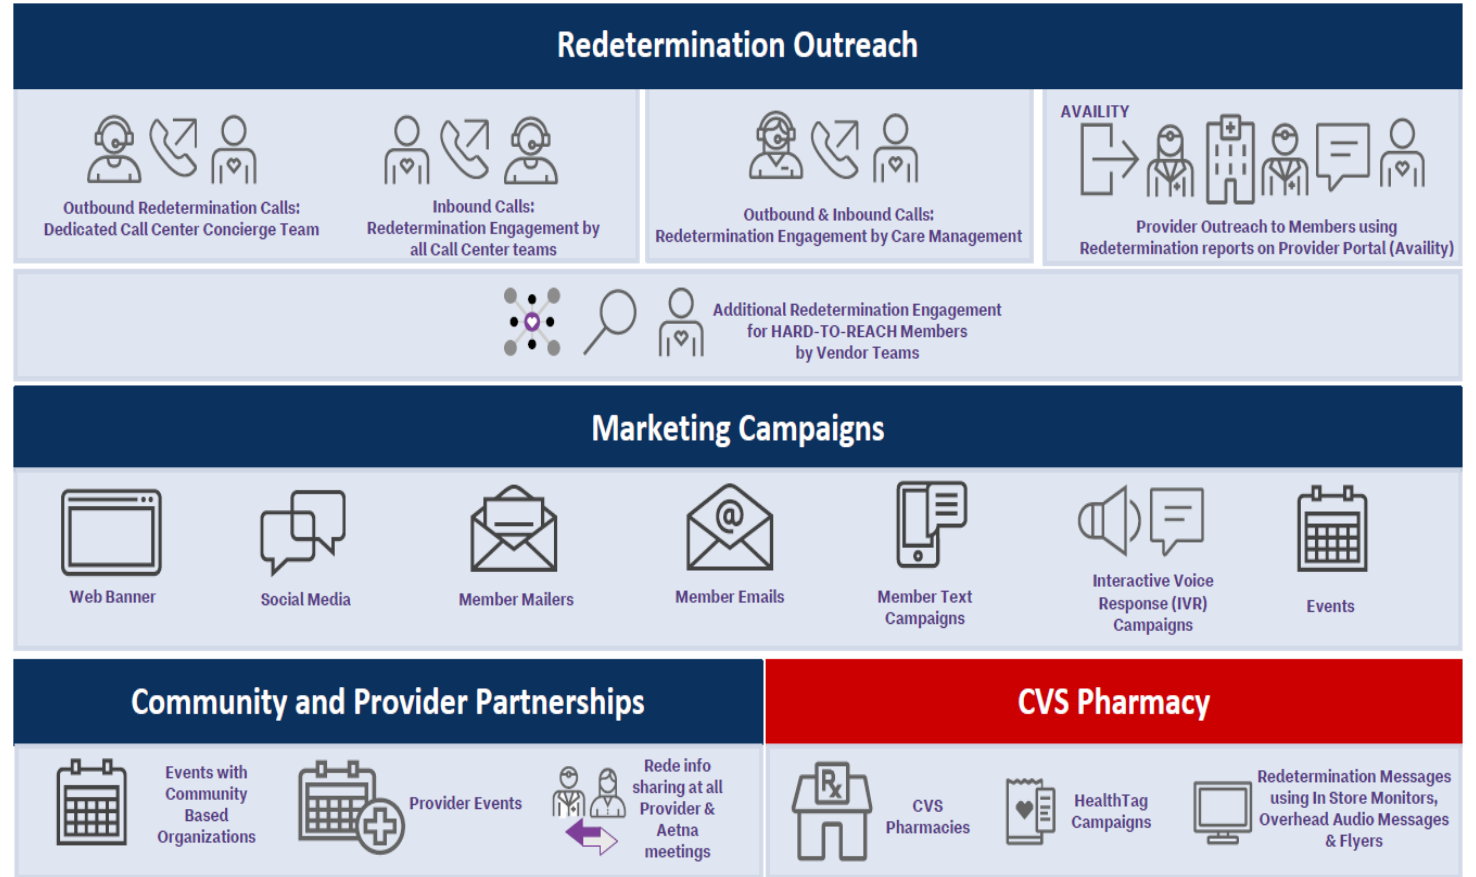 Redetermination Outreach
Outbound Redetermination Calls:
Dedicated Call Center Concierge Team
Inbound Calls:
Redetermination Engagement by
all Call Center teams
Outbound & Inbound Calls:
Redetermination Engagement by Care Management
AVAILITY
Provider Outreach to Members using
Redetermination reports on Provider Portal (Availity)
Additional Redetermination Engagement
for HARD-TO-REACH Members
by Vendor Teams
Marketing Campaigns
Web Banner
Social Media
Member Mailers
@
Member Emails
Member Text
Campaigns
Interactive Voice
Response (IVR)
Campaigns
Events
Community and Provider Partnerships
Events with
Community
Based
Organizations
Provider Events
Rede info
sharing at all
Provider &
Aetna
meetings
CVS Pharmacy
Rx
CVS
Pharmacies
HealthTag
Campaigns
Redetermination Messages
using In Store Monitors,
Overhead Audio Messages
& Flyers